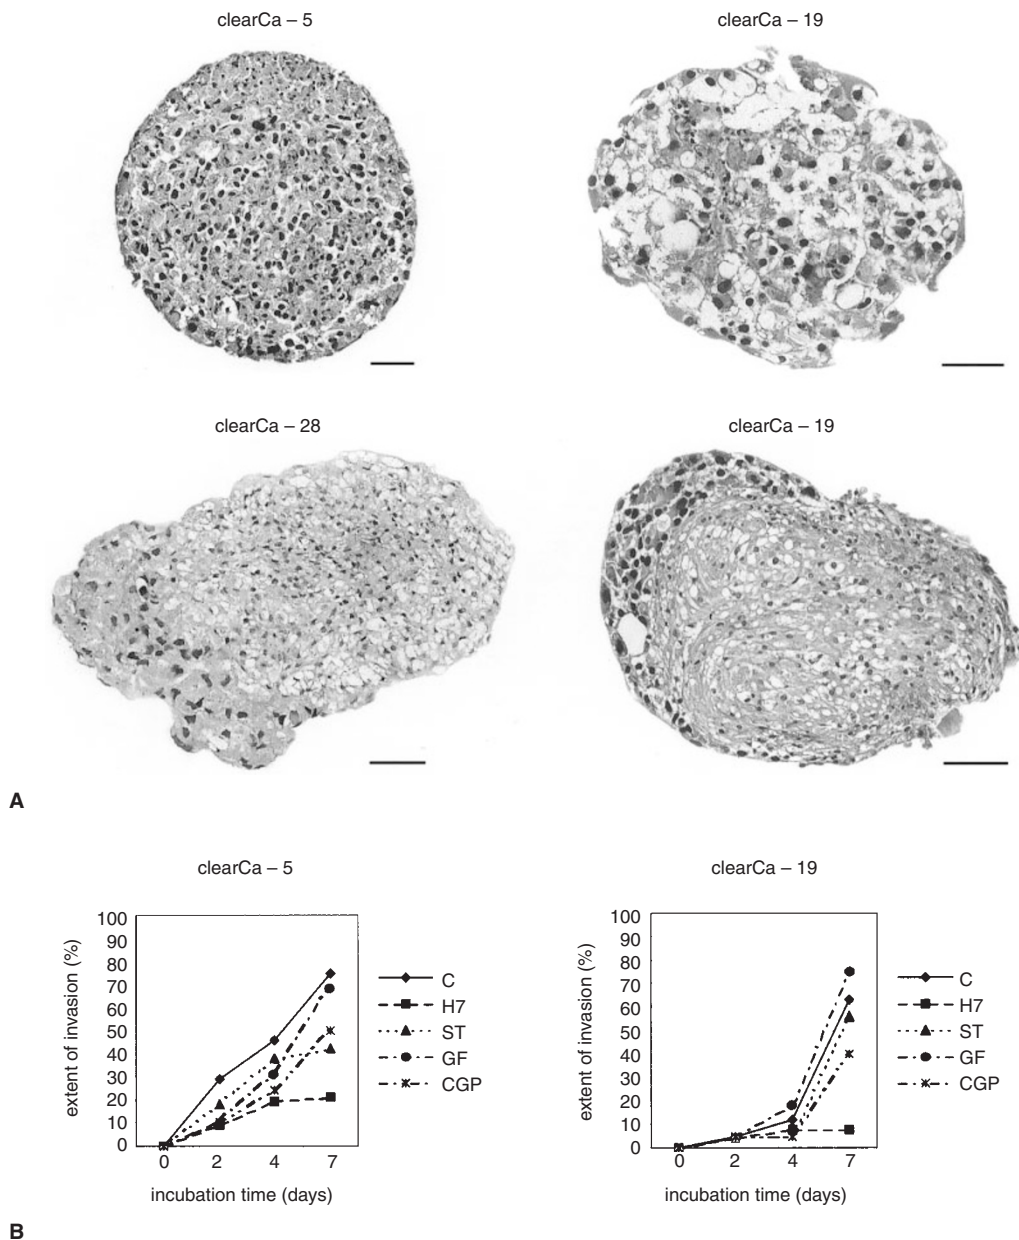 clearCa – 5
clearCa – 19
clearCa – 28
clearCa – 19
A
clearCa – 5
clearCa – 19
extent of invasion (%)
100
90
80
70
60
50
40
30
20
10
0
0 2 4 7
incubation time (days)
C
H7
ST
GF
CGP
extent of invasion (%)
100
90
80
70
60
50
40
30
20
10
0
0 2 4 7
incubation time (days)
C
H7
ST
GF
CGP
B